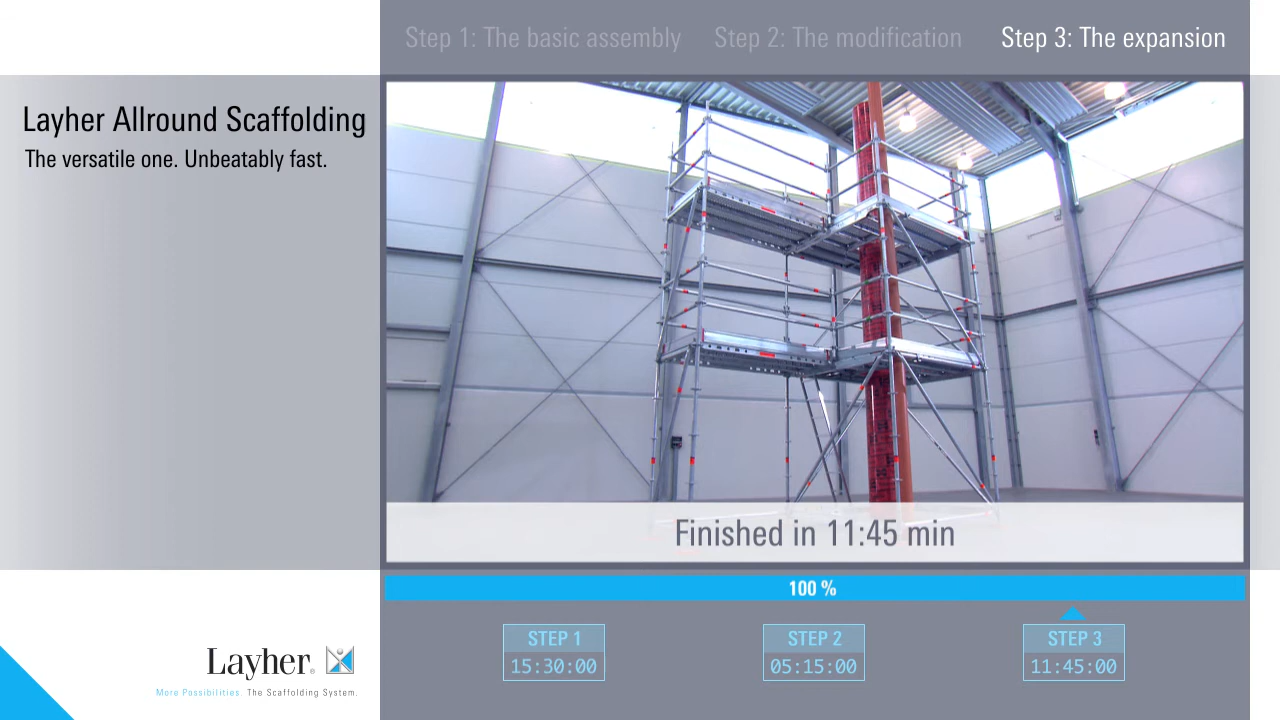 Step 1: The basic assembly
Step 2: The modification
Step 3: The expansion
Layher Allround Scaffolding
The versatile one. Unbeatably fast.
Finished in 11:45 min
100 %
STEP 1
15:30:00
STEP 2
05:15:00
STEP 3
11:45:00
Layher®
More Possibilities. The Scaffolding System.